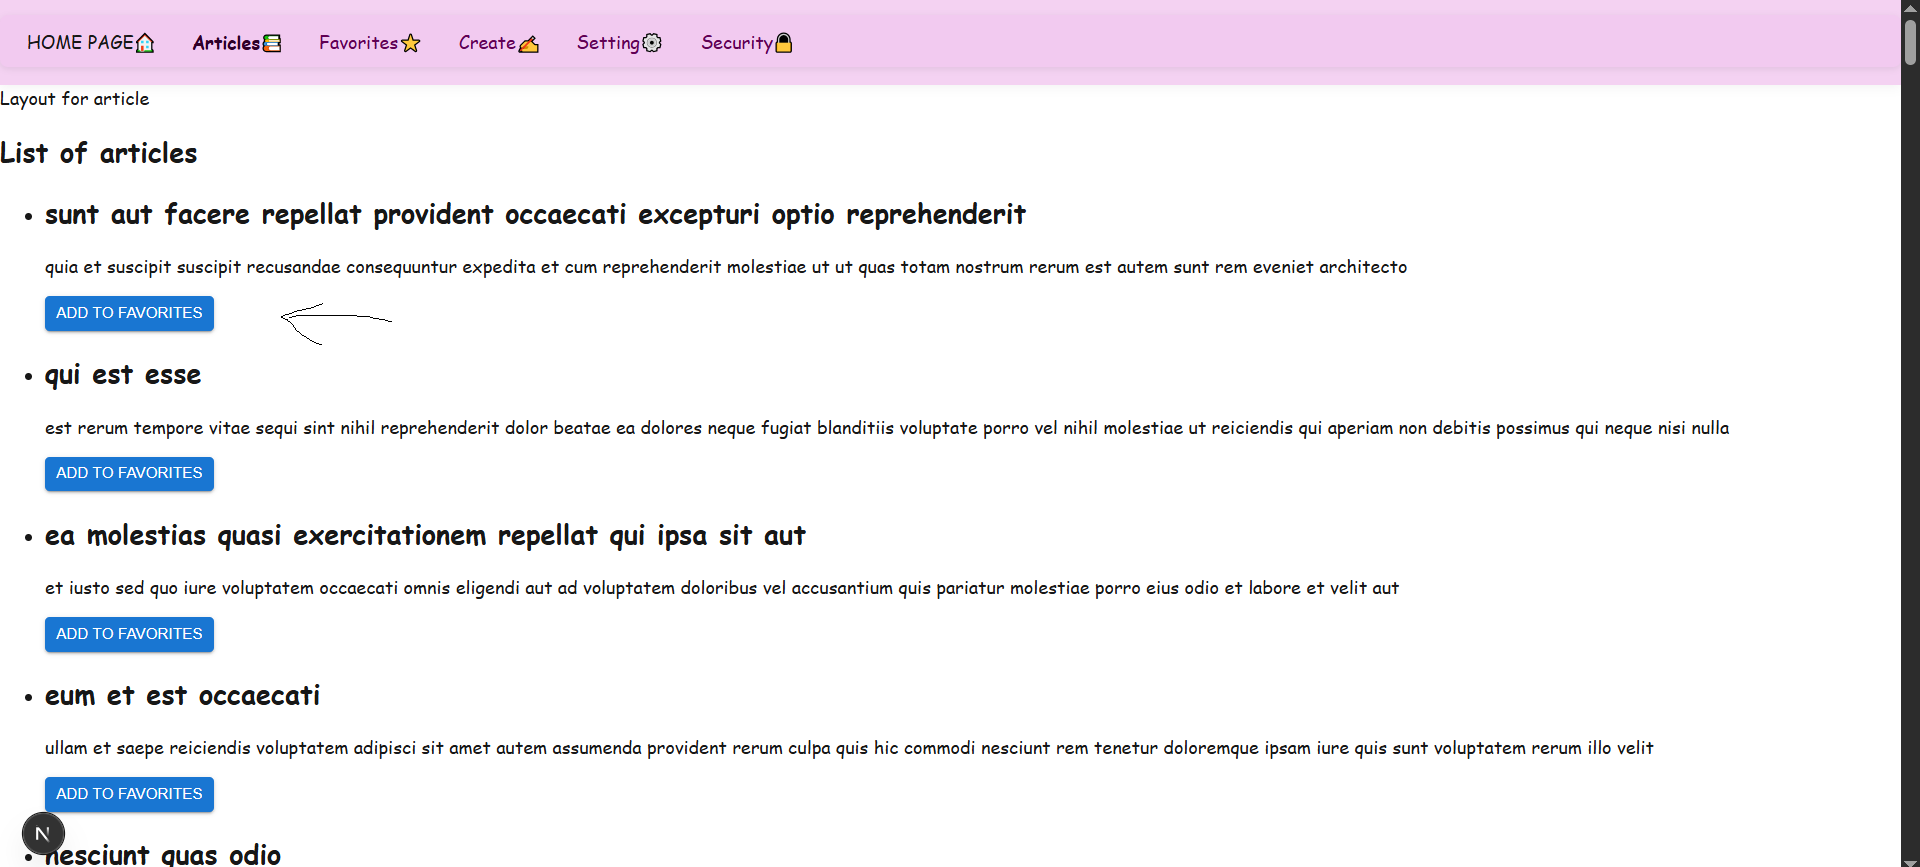 HOME PAGE🏠 Articles📚 Favorites⭐ Create✍ Setting⚙ Security🔒
Layout for article
List of articles
• sunt aut facere repellat provident occaecati excepturi optio reprehenderit
quia et suscipit suscipit recusandae consequuntur expedita et cum reprehenderit molestiae ut ut quas totam nostrum rerum est autem sunt rem eveniet architecto
ADD TO FAVORITES
• qui est esse
est rerum tempore vitae sequi sint nihil reprehenderit dolor beatae ea dolores neque fugiat blanditiis voluptate porro vel nihil molestiae ut reiciendis qui aperiam non debitis possimus qui neque nisi nulla
ADD TO FAVORITES
• ea molestias quasi exercitationem repellat qui ipsa sit aut
et iusto sed quo iure voluptatem occaecati omnis eligendi aut ad voluptatem doloribus vel accusantium quis pariatur molestiae porro eius odio et labore et velit aut
ADD TO FAVORITES
• eum et est occaecati
ullam et saepe reiciendis voluptatem adipisci sit amet autem assumenda provident rerum culpa quis hic commodi nesciunt rem tenetur doloremque ipsam iure quis sunt voluptatem rerum illo velit
ADD TO FAVORITES
N
• nesciunt quas odio